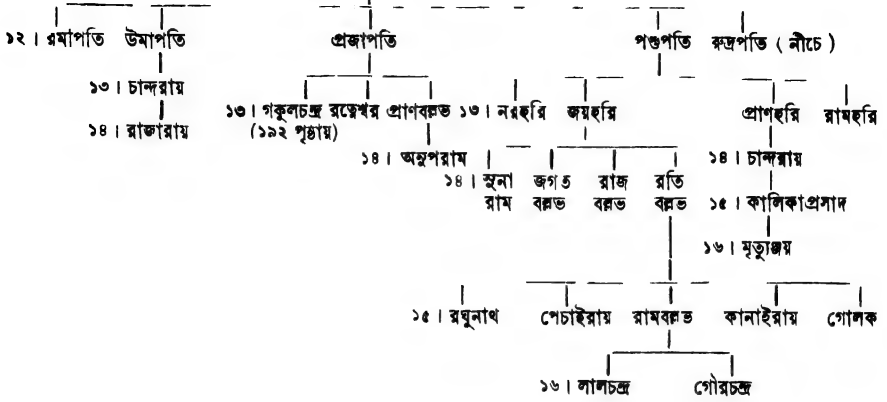 ১২। রমাপতি উমাপতি প্রজাপতি পশুপতি রুদ্রপতি ( নীচে )
১৩। চান্দরায় ১৩। গকুলচন্দ্র রত্নেশ্বর প্রাণবল্লভ ১৩। নরহরি জয়হরি প্রাণহরি রামহরি
(১৯২ পৃষ্ঠায়)
১৪। রাজারায় ১৪। অনুপরাম ১৪। চান্দরায়
১৪। সুনা জগত রাজ রতি
রাম বল্লভ বল্লভ বল্লভ ১৫। কালিকাপ্রসাদ
১৬। মৃত্যুঞ্জয়
১৫। রঘুনাথ পেচাইরায় রামবল্লভ কানাইরায় গোলক
১৬। লালচন্দ্র গৌরচন্দ্র